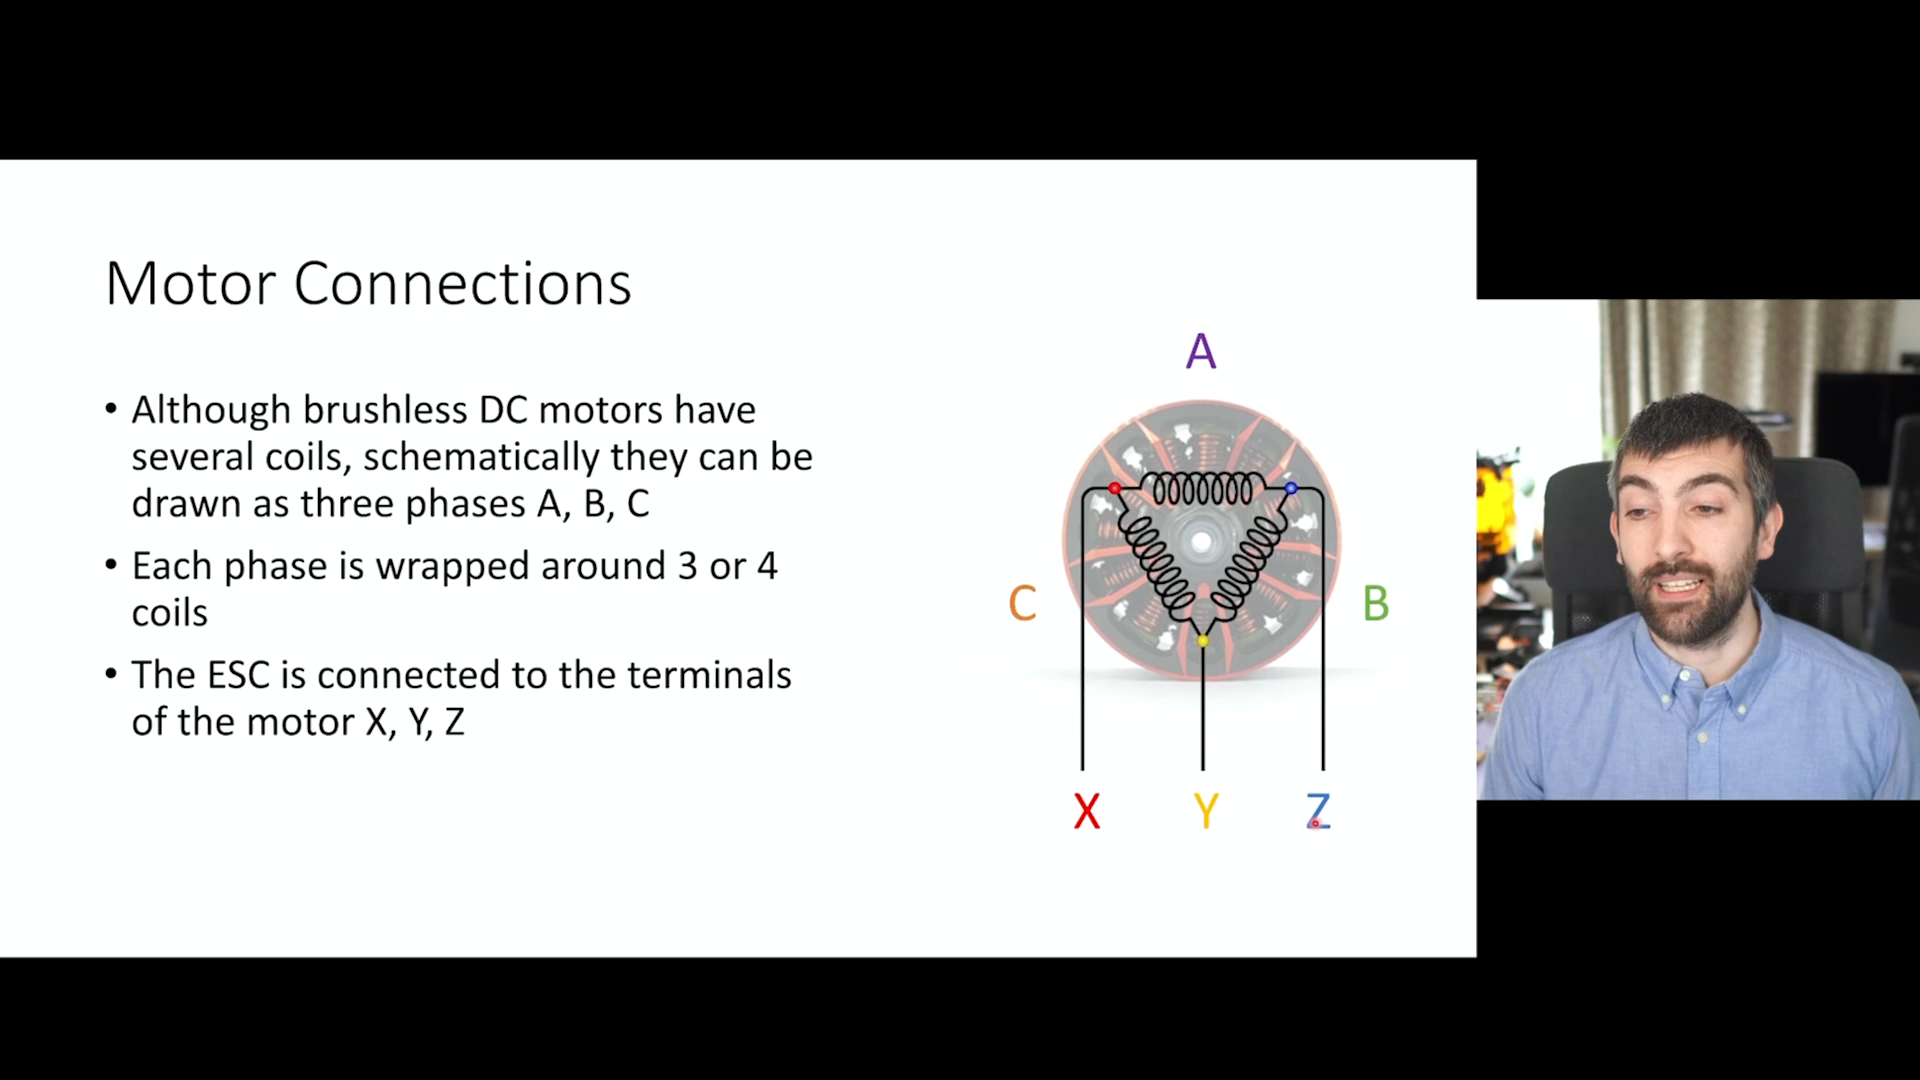 Motor Connections
• Although brushless DC motors have
several coils, schematically they can be
drawn as three phases A, B, C
• Each phase is wrapped around 3 or 4
coils
• The ESC is connected to the terminals
of the motor X, Y, Z
A
C B
X Y Z